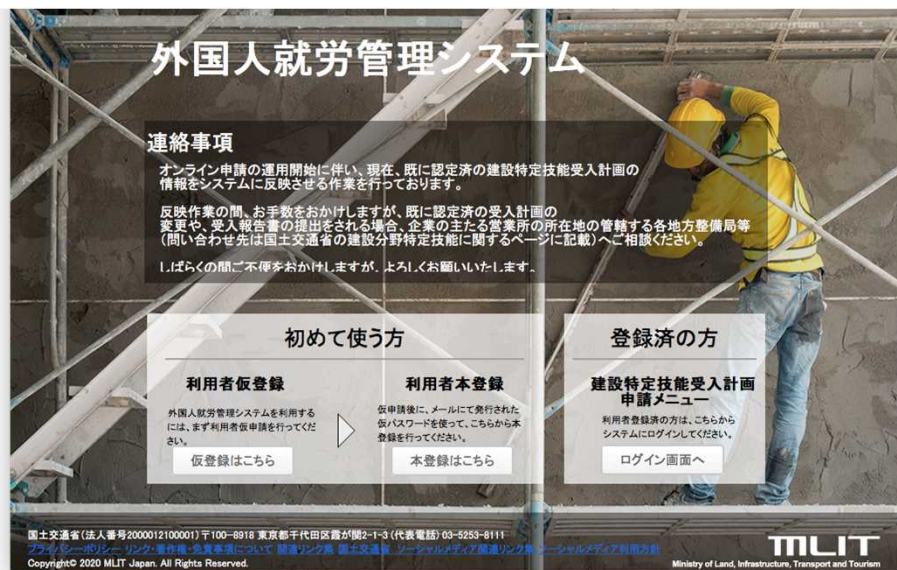 外国人就労管理システム
連絡事項
オンライン申請の運用開始に伴い、現在、既に認定済の建設特定技能受入計画の
情報をシステムに反映させる作業を行っております。
反映作業の間、お手数をおかけしますが、既に認定済の受入計画の
変更や、受入報告書の提出をされる場合、企業の主たる営業所の所在地の管轄する各地方整備局等
(問い合わせ先は国土交通省の建設分野特定技能に関するページに記載)へご相談ください。
しばらくの間ご不便をおかけしますが、よろしくお願いいたします。
初めて使う方
利用者仮登録
外国人就労管理システムを利用する
には、まず利用者仮申請を行ってくだ
さい。
仮登録はこちら
利用者本登録
仮申請後に、メールにて発行された
仮パスワードを使って、こちらから本
登録を行ってください。
本登録はこちら
登録済の方
建設特定技能受入計画
申請メニュー
利用者登録済の方は、こちらから
システムにログインしてください。
ログイン画面へ
国土交通省(法人番号2000012100001) 〒100-8918 東京都千代田区霞が関2-1-3 (代表電話) 03-5253-8111
プライバシーポリシー リンク・著作権・免責事項について 関連リンク集 国土交通省 ソーシャルメディア関連リンク集 ソーシャルメディア利用方針
Copyright© 2020 MLIT Japan. All Rights Reserved.
MLIT
Ministry of Land, Infrastructure, Transport and Tourism